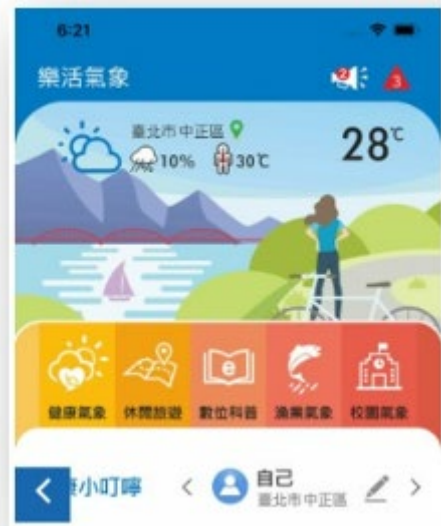 6:21
樂活氣象
2
3
臺北市中正區
28℃
10%
30℃
健康氣象 休閒旅遊 數位科普 漁業氣象 校園氣象
小叮嚀
自己
臺北市中正區